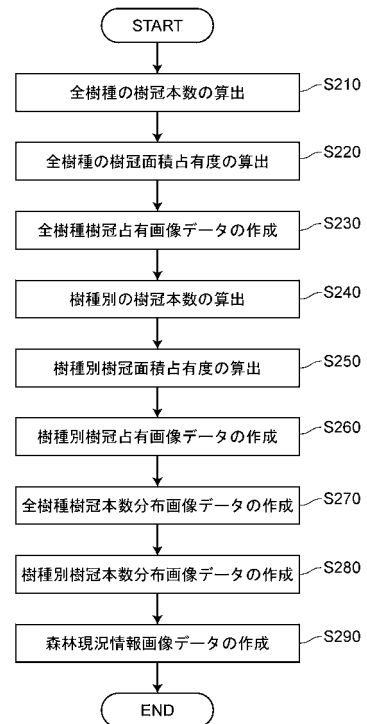 START
全樹種の樹冠本数の算出 S210
全樹種の樹冠面積占有度の算出 S220
全樹種樹冠占有画像データの作成 S230
樹種別の樹冠本数の算出 S240
樹種別樹冠面積占有度の算出 S250
樹種別樹冠占有画像データの作成 S260
全樹種樹冠本数分布画像データの作成 S270
樹種別樹冠本数分布画像データの作成 S280
森林現況情報画像データの作成 S290
END